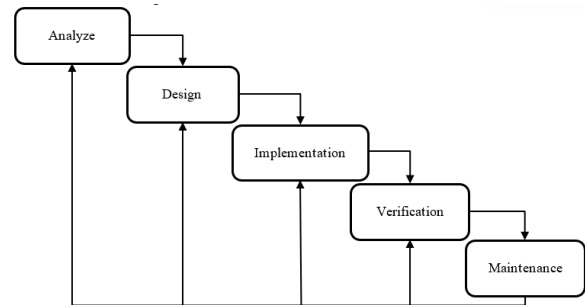 Analyze
Design
Implementation
Verification
Maintenance